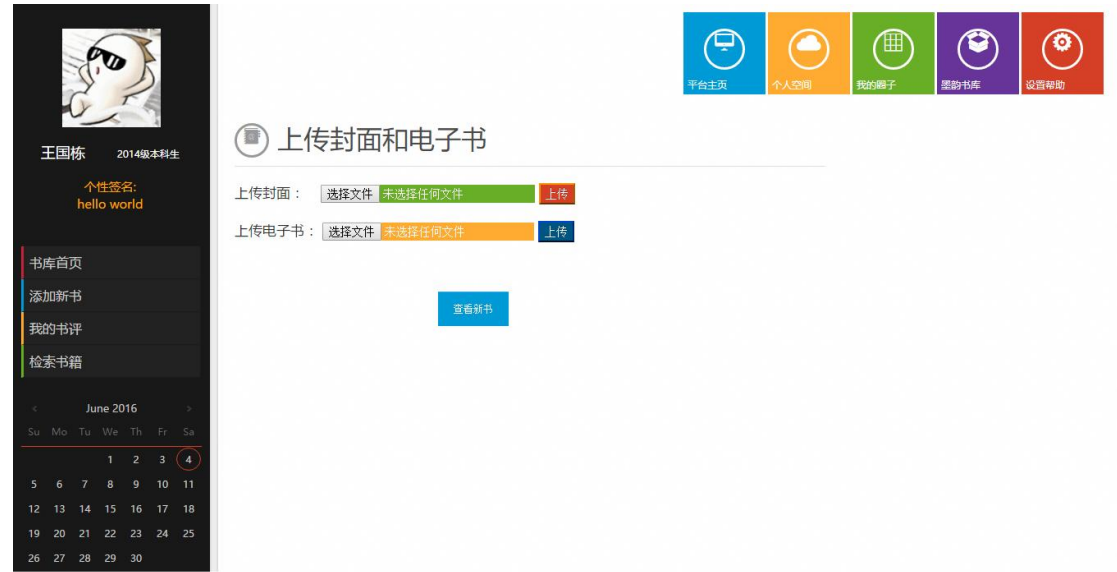 平台主页 个人空间 我的圈子 墨韵书库 设置帮助
王国栋 2014级本科生
个性签名:
hello world
书库首页
添加新书
我的书评
检索书籍
< June 2016 >
Su Mo Tu We Th Fr Sa
1 2 3 4
5 6 7 8 9 10 11
12 13 14 15 16 17 18
19 20 21 22 23 24 25
26 27 28 29 30
上传封面和电子书
上传封面： 选择文件 未选择任何文件 上传
上传电子书： 选择文件 未选择任何文件 上传
查看新书